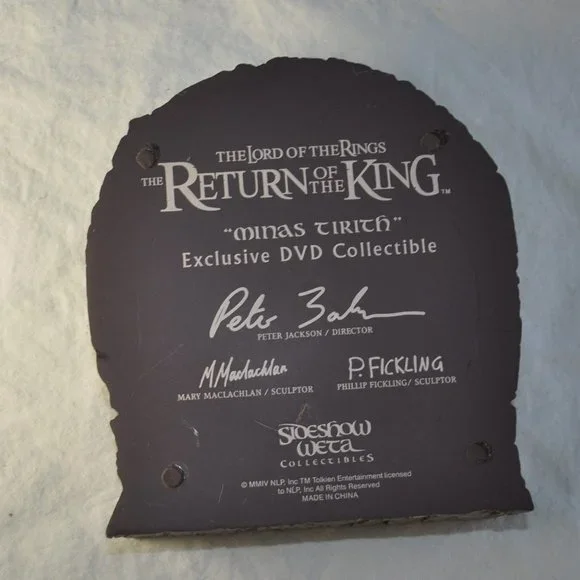 THE LORD OF THE RINGS
THE RETURN OF THE KING™
"MINAS TIRITH"
Exclusive DVD Collectible
Peter Jackson
PETER JACKSON / DIRECTOR
M Maclachlan
MARY MACLACHLAN / SCULPTOR
P. FICKLING
PHILLIP FICKLING / SCULPTOR
SIDESHOW
WETA
COLLECTIBLES
© MMIV NLP, Inc TM Tolkien Entertainment licensed
to NLP, Inc All Rights Reserved
MADE IN CHINA